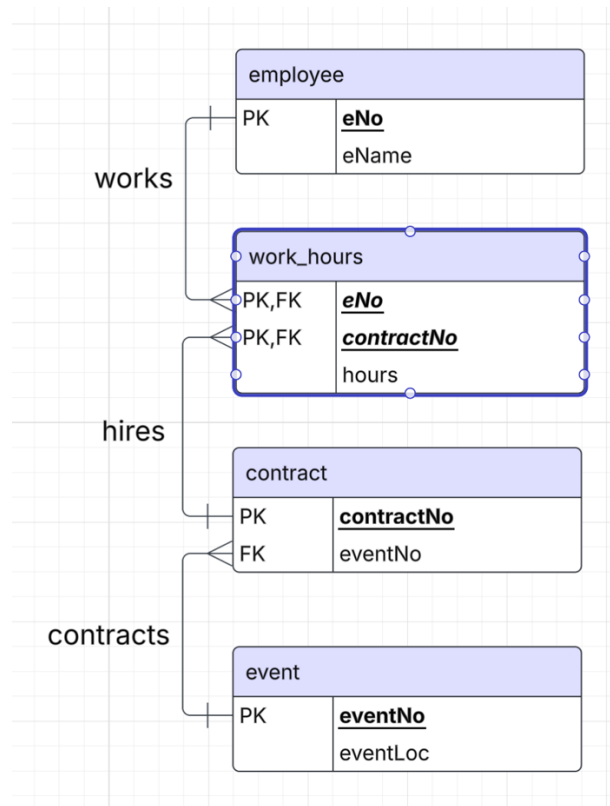 employee
PK eNo
eName
works
work_hours
PK,FK eNo
PK,FK contractNo
hours
hires
contract
PK contractNo
FK eventNo
contracts
event
PK eventNo
eventLoc